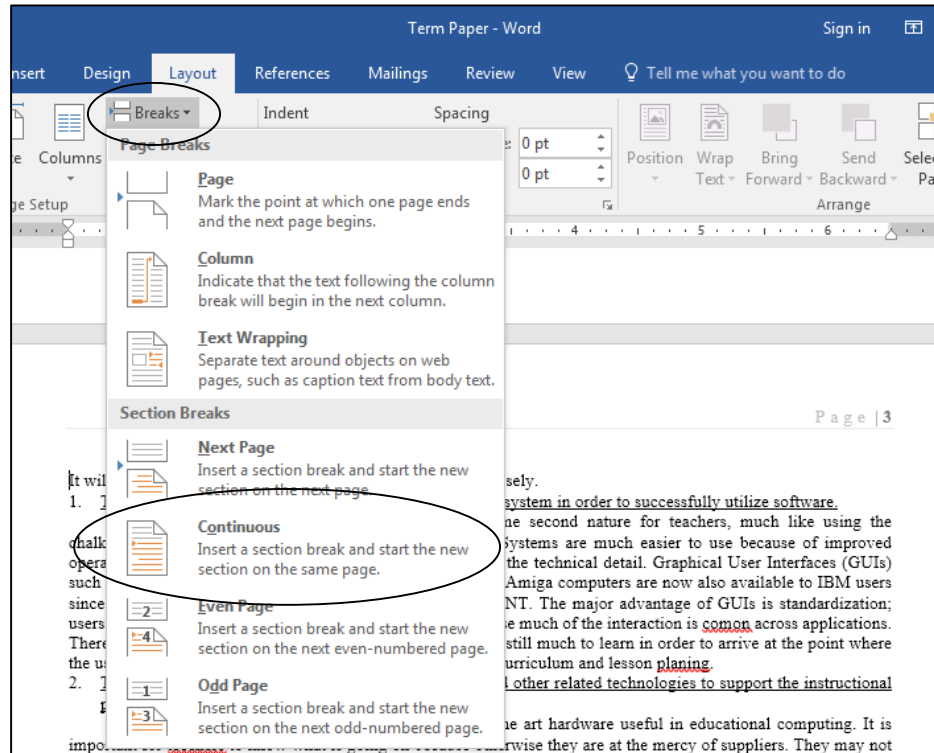 Term Paper - Word Sign in
nsert Design Layout References Mailings Review View Tell me what you want to do
Breaks Indent Spacing
Columns 0 pt Position Wrap Bring Send
0 pt Text Forward Backward
Setup Arrange
4 5 6
Page Breaks
Page
Mark the point at which one page ends
and the next page begins.
Column
Indicate that the text following the column
break will begin in the next column.
Text Wrapping
Separate text around objects on web
pages, such as caption text from body text.
Section Breaks
Next Page
Insert a section break and start the new
section on the next page.
Continuous
Insert a section break and start the new
section on the same page.
Even Page
Insert a section break and start the new
section on the next even-numbered page.
Odd Page
Insert a section break and start the new
section on the next odd-numbered page.
Page |3
It wil sely.
1. system in order to successfully utilize software.
ne second nature for teachers, much like using the
chalk Systems are much easier to use because of improved
opera the technical detail. Graphical User Interfaces (GUIs)
such Amiga computers are now also available to IBM users
since NT. The major advantage of GUIs is standardization;
users se much of the interaction is comon across applications.
There still much to learn in order to arrive at the point where
the u urriculum and lesson planing.
2. other related technologies to support the instructional
he art hardware useful in educational computing. It is
rwise they are at the mercy of suppliers. They may not